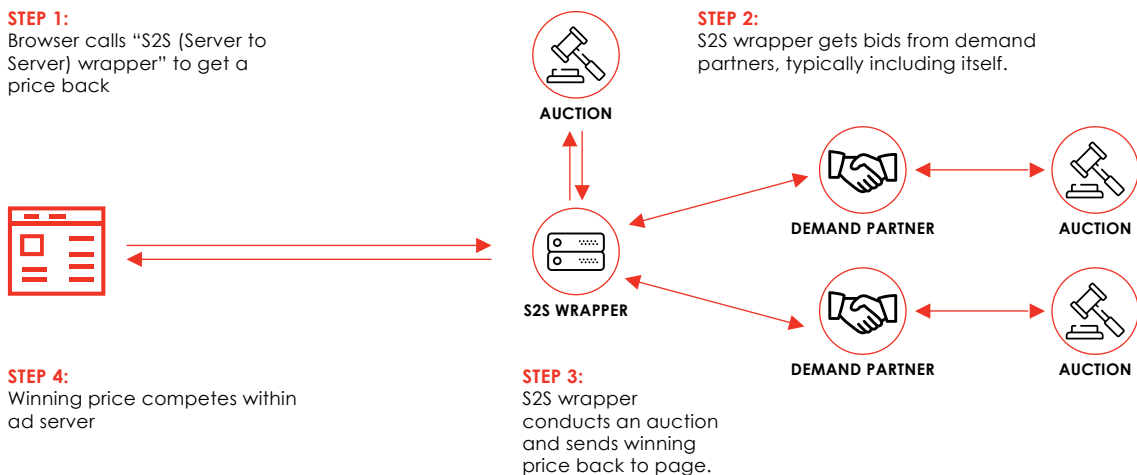 STEP 1:
Browser calls “S2S (Server to
Server) wrapper” to get a
price back
STEP 2:
S2S wrapper gets bids from demand
partners, typically including itself.
AUCTION
DEMAND PARTNER
AUCTION
S2S WRAPPER
DEMAND PARTNER
AUCTION
STEP 4:
Winning price competes within
ad server
STEP 3:
S2S wrapper
conducts an auction
and sends winning
price back to page.